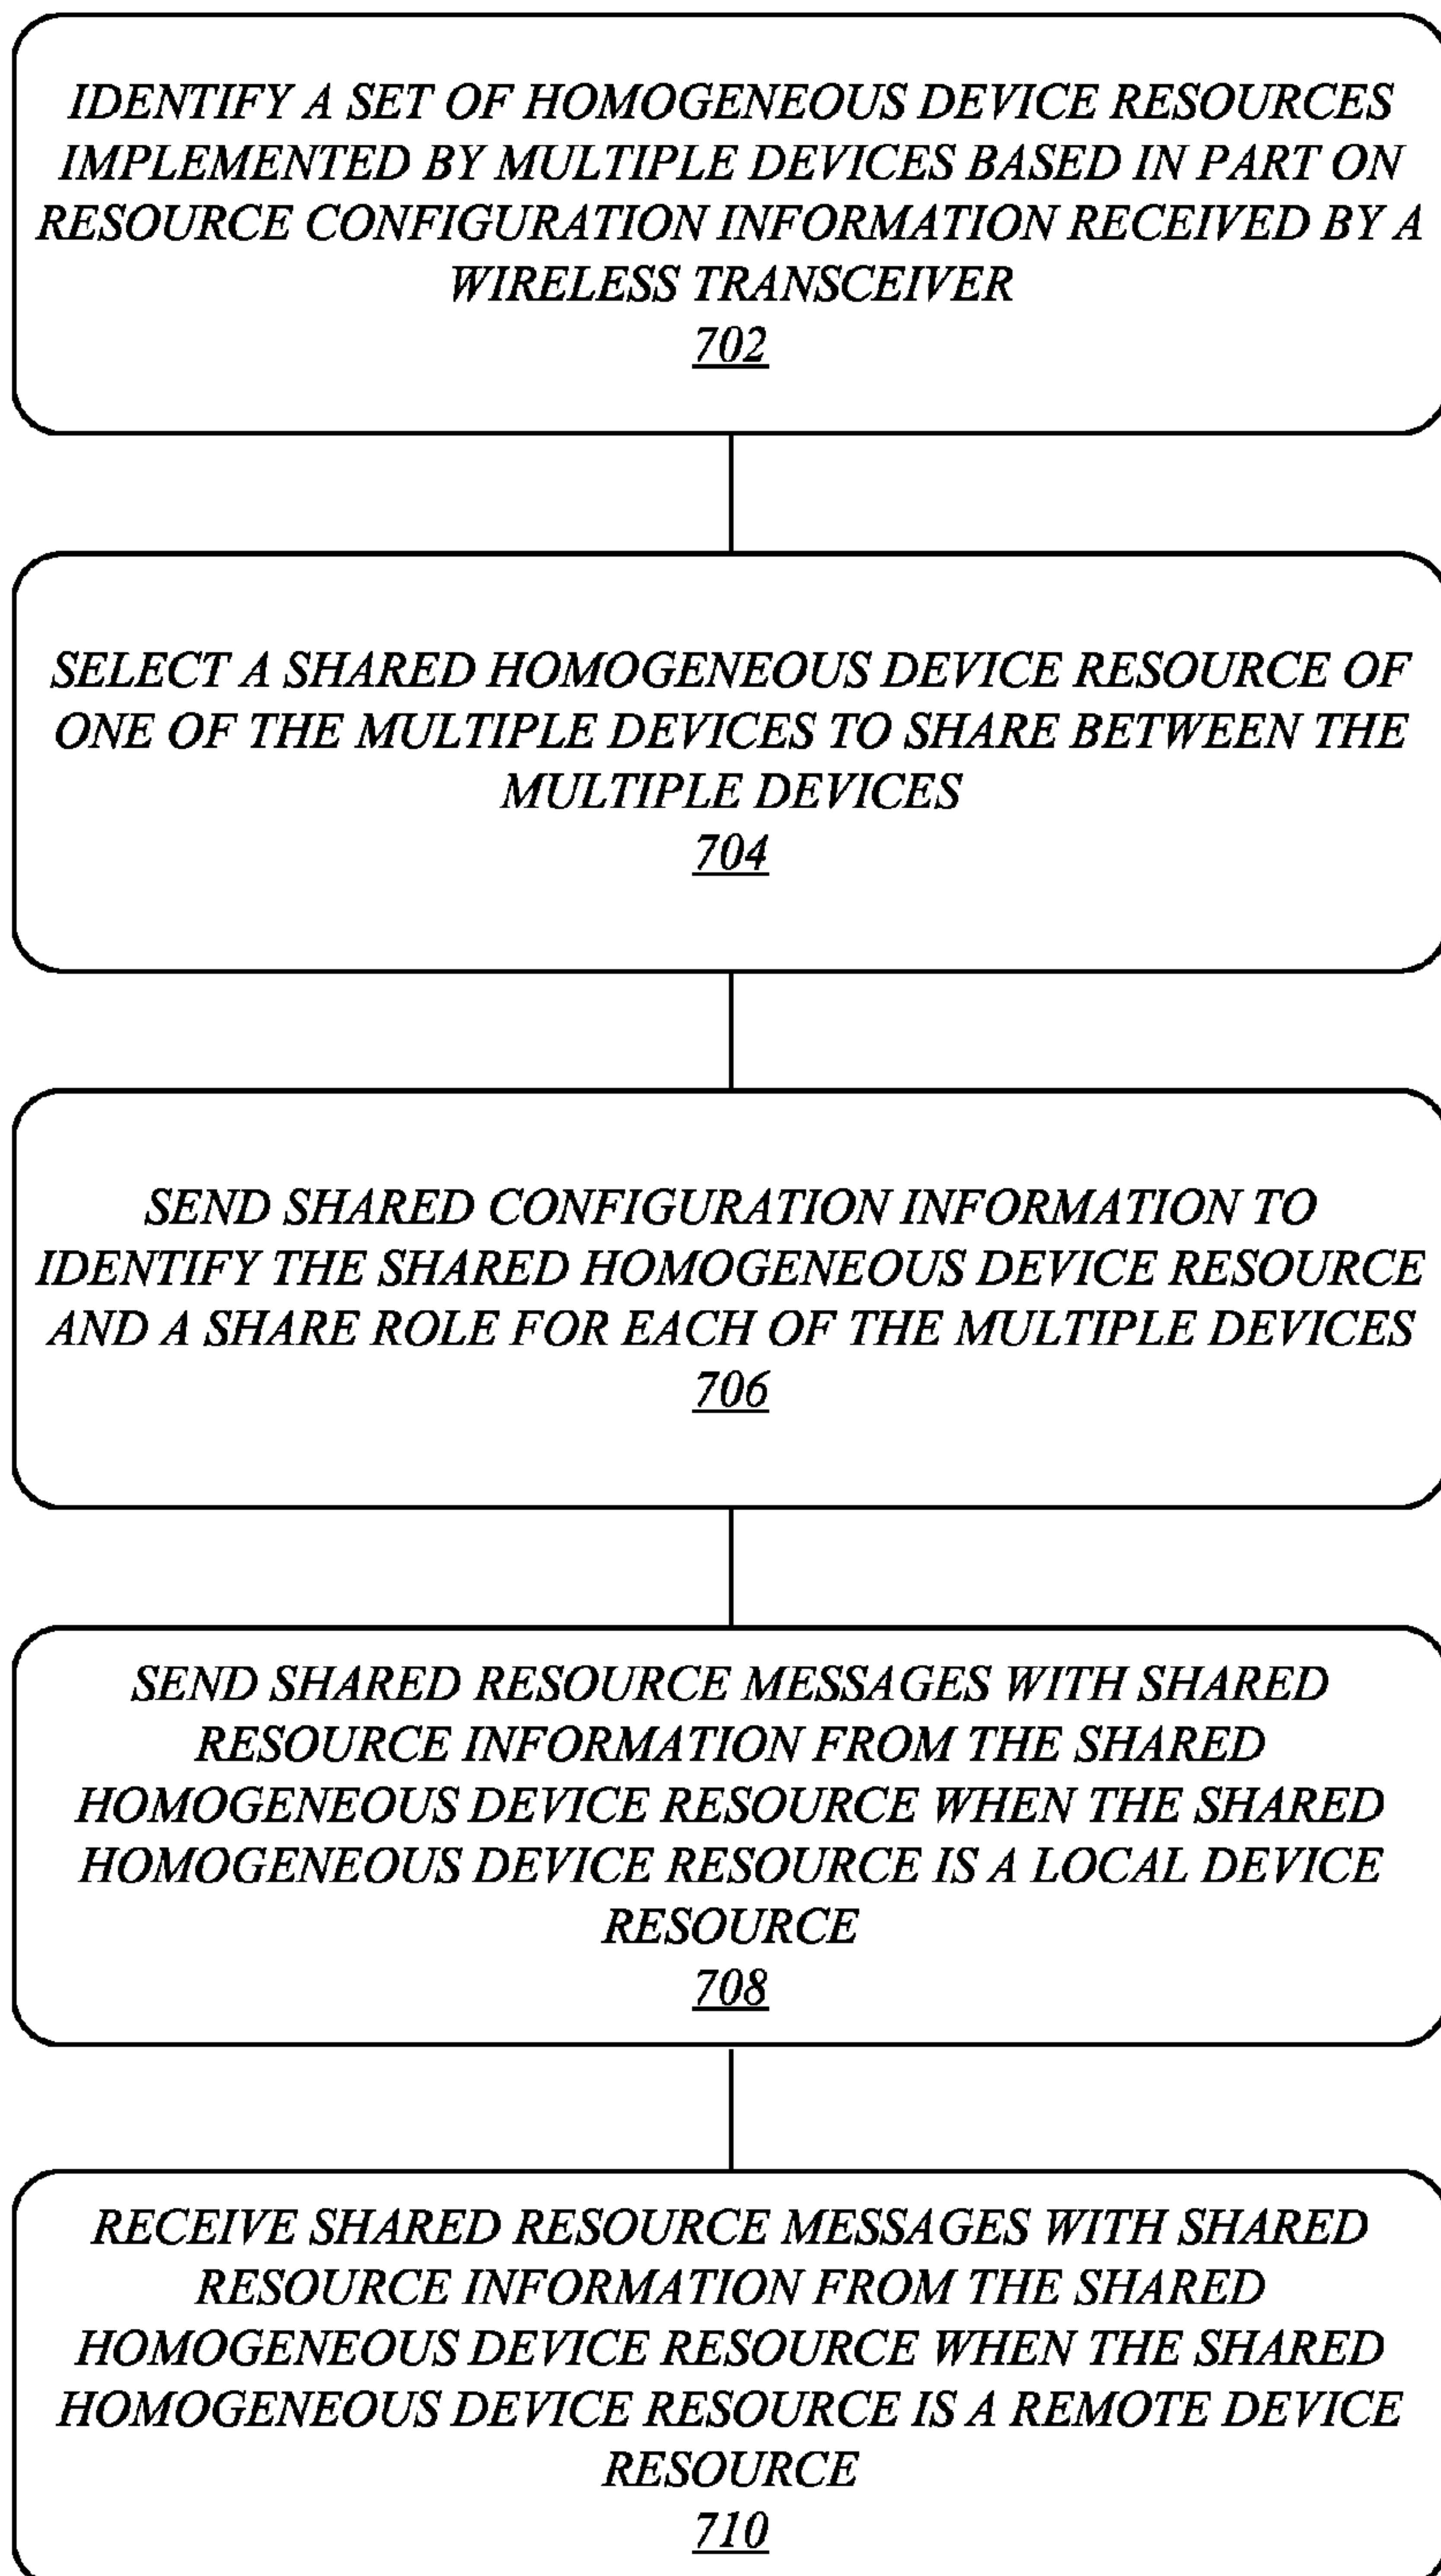 IDENTIFY A SET OF HOMOGENEOUS DEVICE RESOURCES
IMPLEMENTED BY MULTIPLE DEVICES BASED IN PART ON
RESOURCE CONFIGURATION INFORMATION RECEIVED BY A
WIRELESS TRANSCEIVER
702
SELECT A SHARED HOMOGENEOUS DEVICE RESOURCE OF
ONE OF THE MULTIPLE DEVICES TO SHARE BETWEEN THE
MULTIPLE DEVICES
704
SEND SHARED CONFIGURATION INFORMATION TO
IDENTIFY THE SHARED HOMOGENEOUS DEVICE RESOURCE
AND A SHARE ROLE FOR EACH OF THE MULTIPLE DEVICES
706
SEND SHARED RESOURCE MESSAGES WITH SHARED
RESOURCE INFORMATION FROM THE SHARED
HOMOGENEOUS DEVICE RESOURCE WHEN THE SHARED
HOMOGENEOUS DEVICE RESOURCE IS A LOCAL DEVICE
RESOURCE
708
RECEIVE SHARED RESOURCE MESSAGES WITH SHARED
RESOURCE INFORMATION FROM THE SHARED
HOMOGENEOUS DEVICE RESOURCE WHEN THE SHARED
HOMOGENEOUS DEVICE RESOURCE IS A REMOTE DEVICE
RESOURCE
710